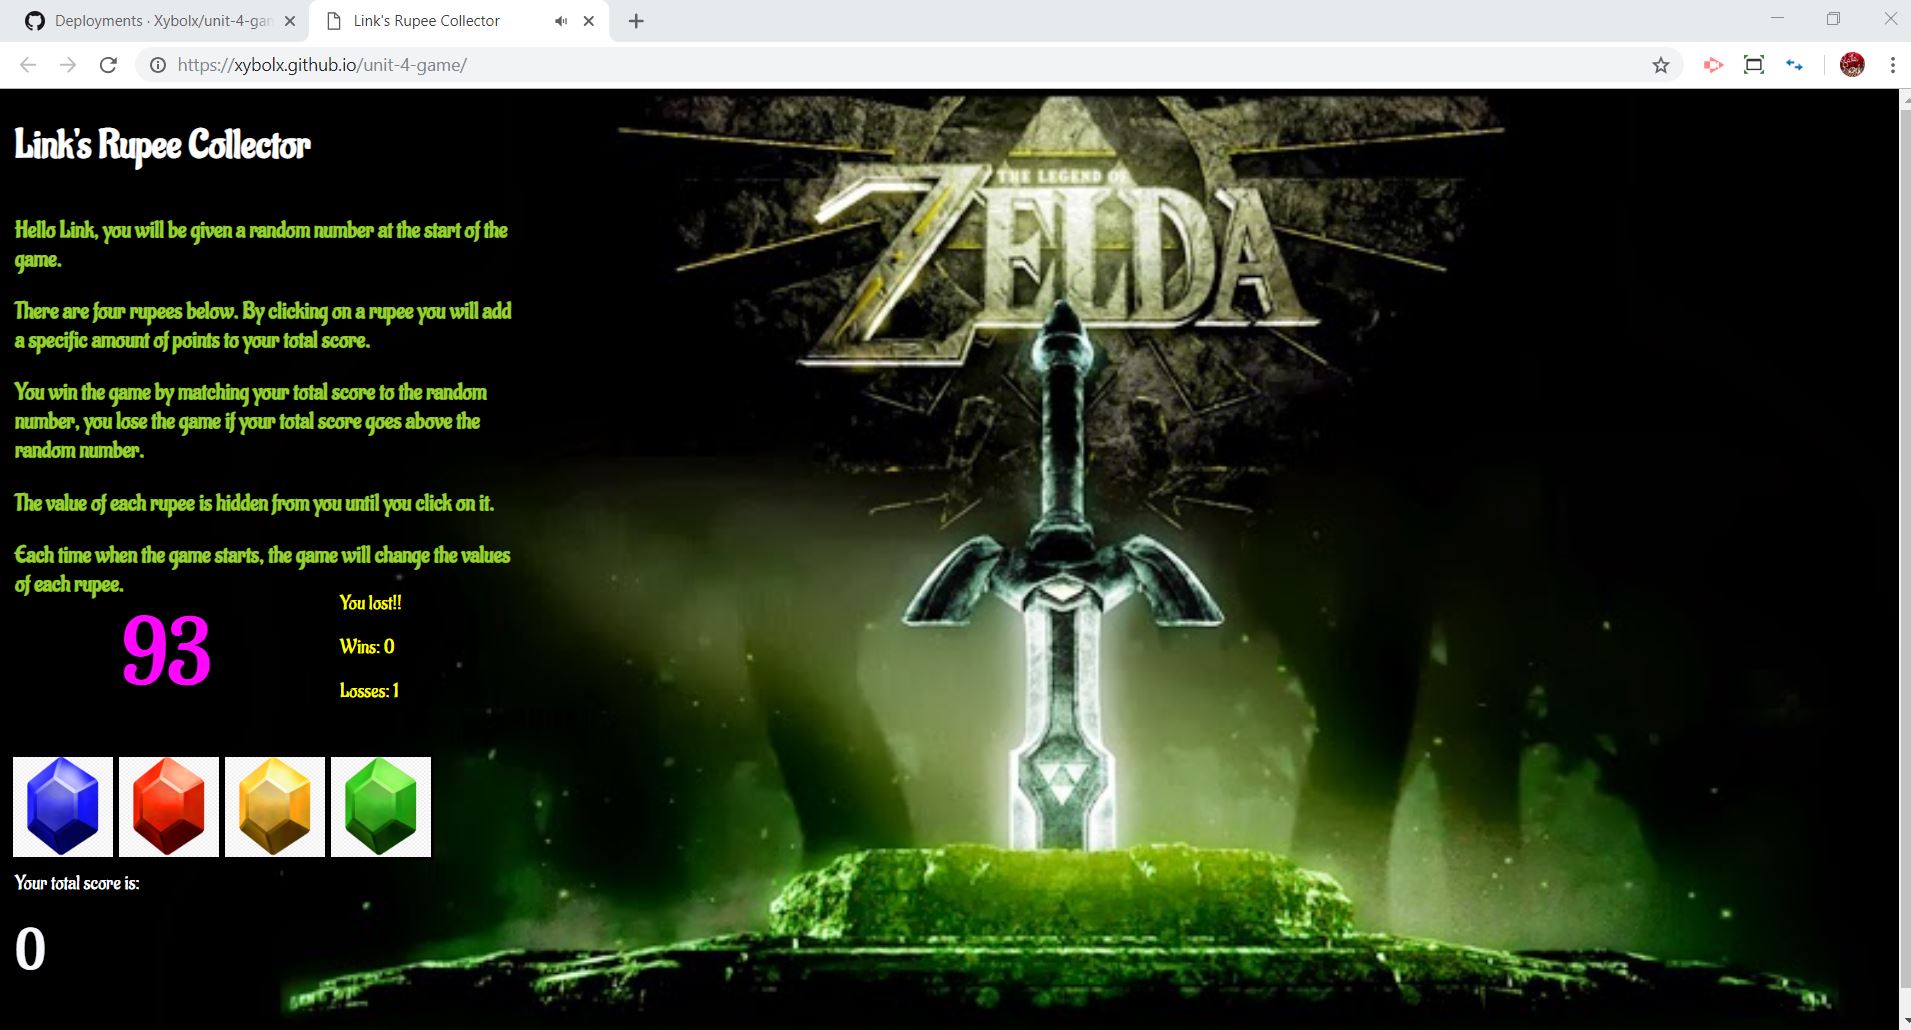 Deployments · Xybolx/unit-4-gam
Link's Rupee Collector
https://xybolx.github.io/unit-4-game/
Link's Rupee Collector
THE LEGEND OF
ZELDA
Hello Link, you will be given a random number at the start of the
game.
There are four rupees below. By clicking on a rupee you will add
a specific amount of points to your total score.
You win the game by matching your total score to the random
number, you lose the game if your total score goes above the
random number.
The value of each rupee is hidden from you until you click on it.
Each time when the game starts, the game will change the values
of each rupee.
93
You lost!!
Wins: 0
Losses: 1
Your total score is:
0